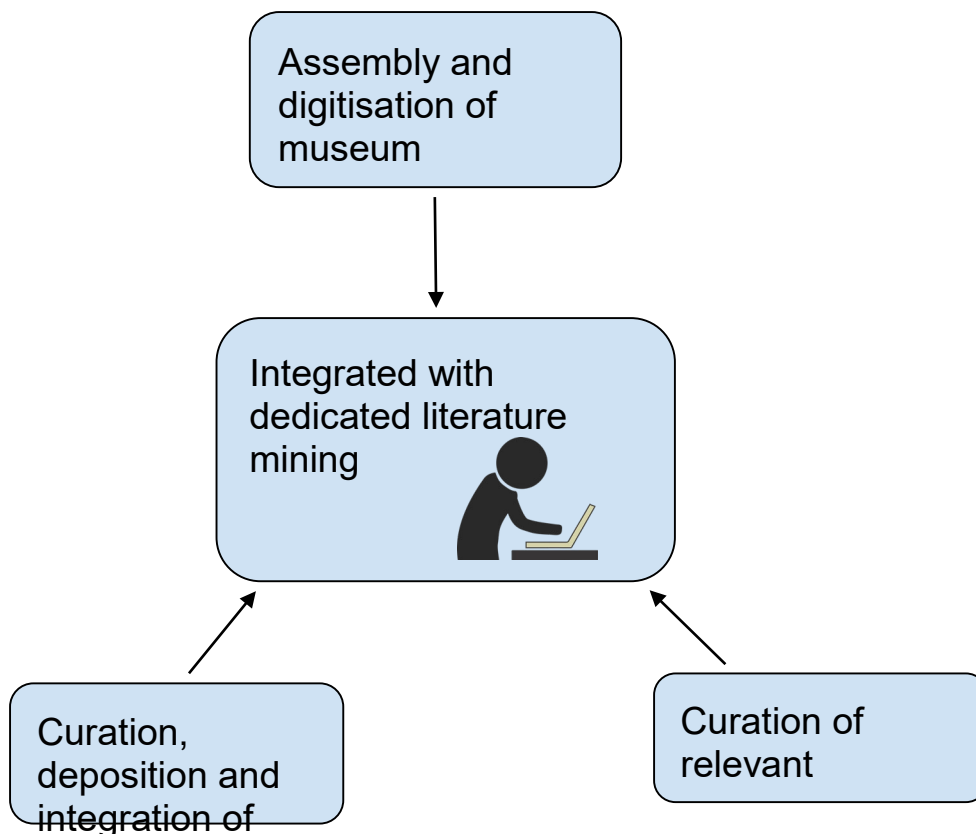 Assembly and
digitisation of
museum
Integrated with
dedicated literature
mining
Curation,
deposition and
integration of
Curation of
relevant